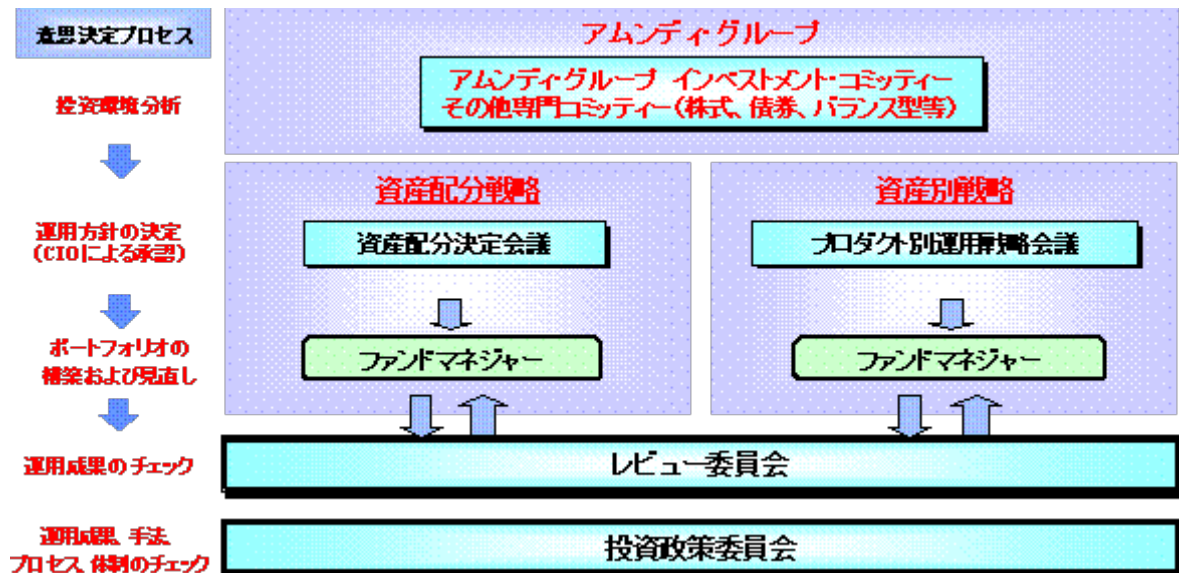 意思決定プロセス
アムンディ・グループ
アムンディ・グループ インベストメント・コミッティー
その他専門コミッティー（株式、債券、バランス型等）
投資環境分析
資産配分戦略
資産別戦略
運用方針の決定
（CIOによる承認）
資産配分決定会議
プロダクト別運用戦略会議
ポートフォリオの
構築および見直し
ファンドマネジャー
ファンドマネジャー
運用成果のチェック
レビュー委員会
運用成果、手法、
プロセス、体制のチェック
投資政策委員会